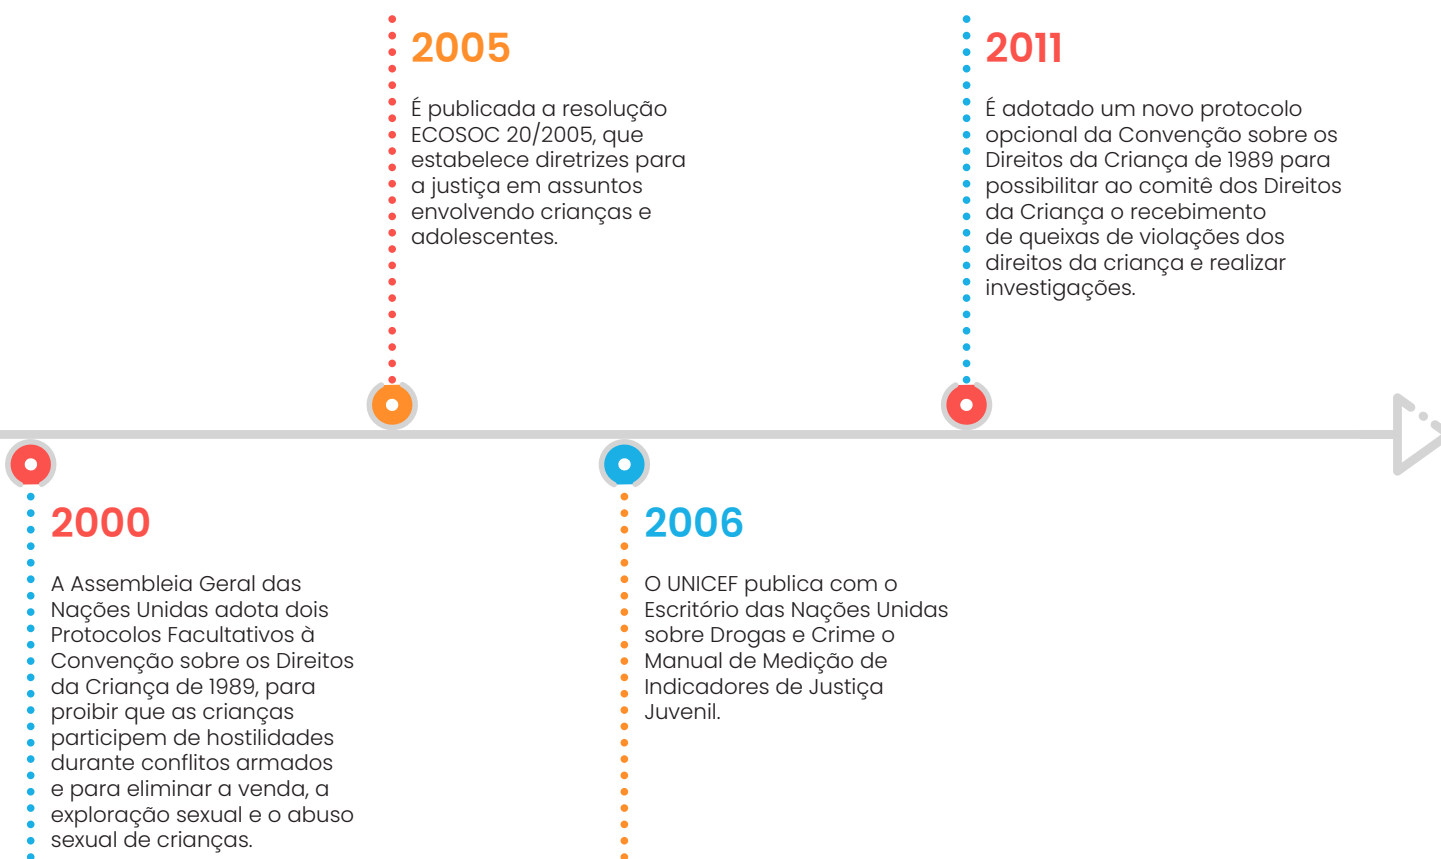 2005
É publicada a resolução
ECOSOC 20/2005, que
estabelece diretrizes para
a justiça em assuntos
envolvendo crianças e
adolescentes.
2011
É adotado um novo protocolo
opcional da Convenção sobre os
Direitos da Criança de 1989 para
possibilitar ao comitê dos Direitos
da Criança o recebimento
de queixas de violações dos
direitos da criança e realizar
investigações.
2000
A Assembleia Geral das
Nações Unidas adota dois
Protocolos Facultativos à
Convenção sobre os Direitos
da Criança de 1989, para
proibir que as crianças
participem de hostilidades
durante conflitos armados
e para eliminar a venda, a
exploração sexual e o abuso
sexual de crianças.
2006
O UNICEF publica com o
Escritório das Nações Unidas
sobre Drogas e Crime o
Manual de Medição de
Indicadores de Justiça
Juvenil.